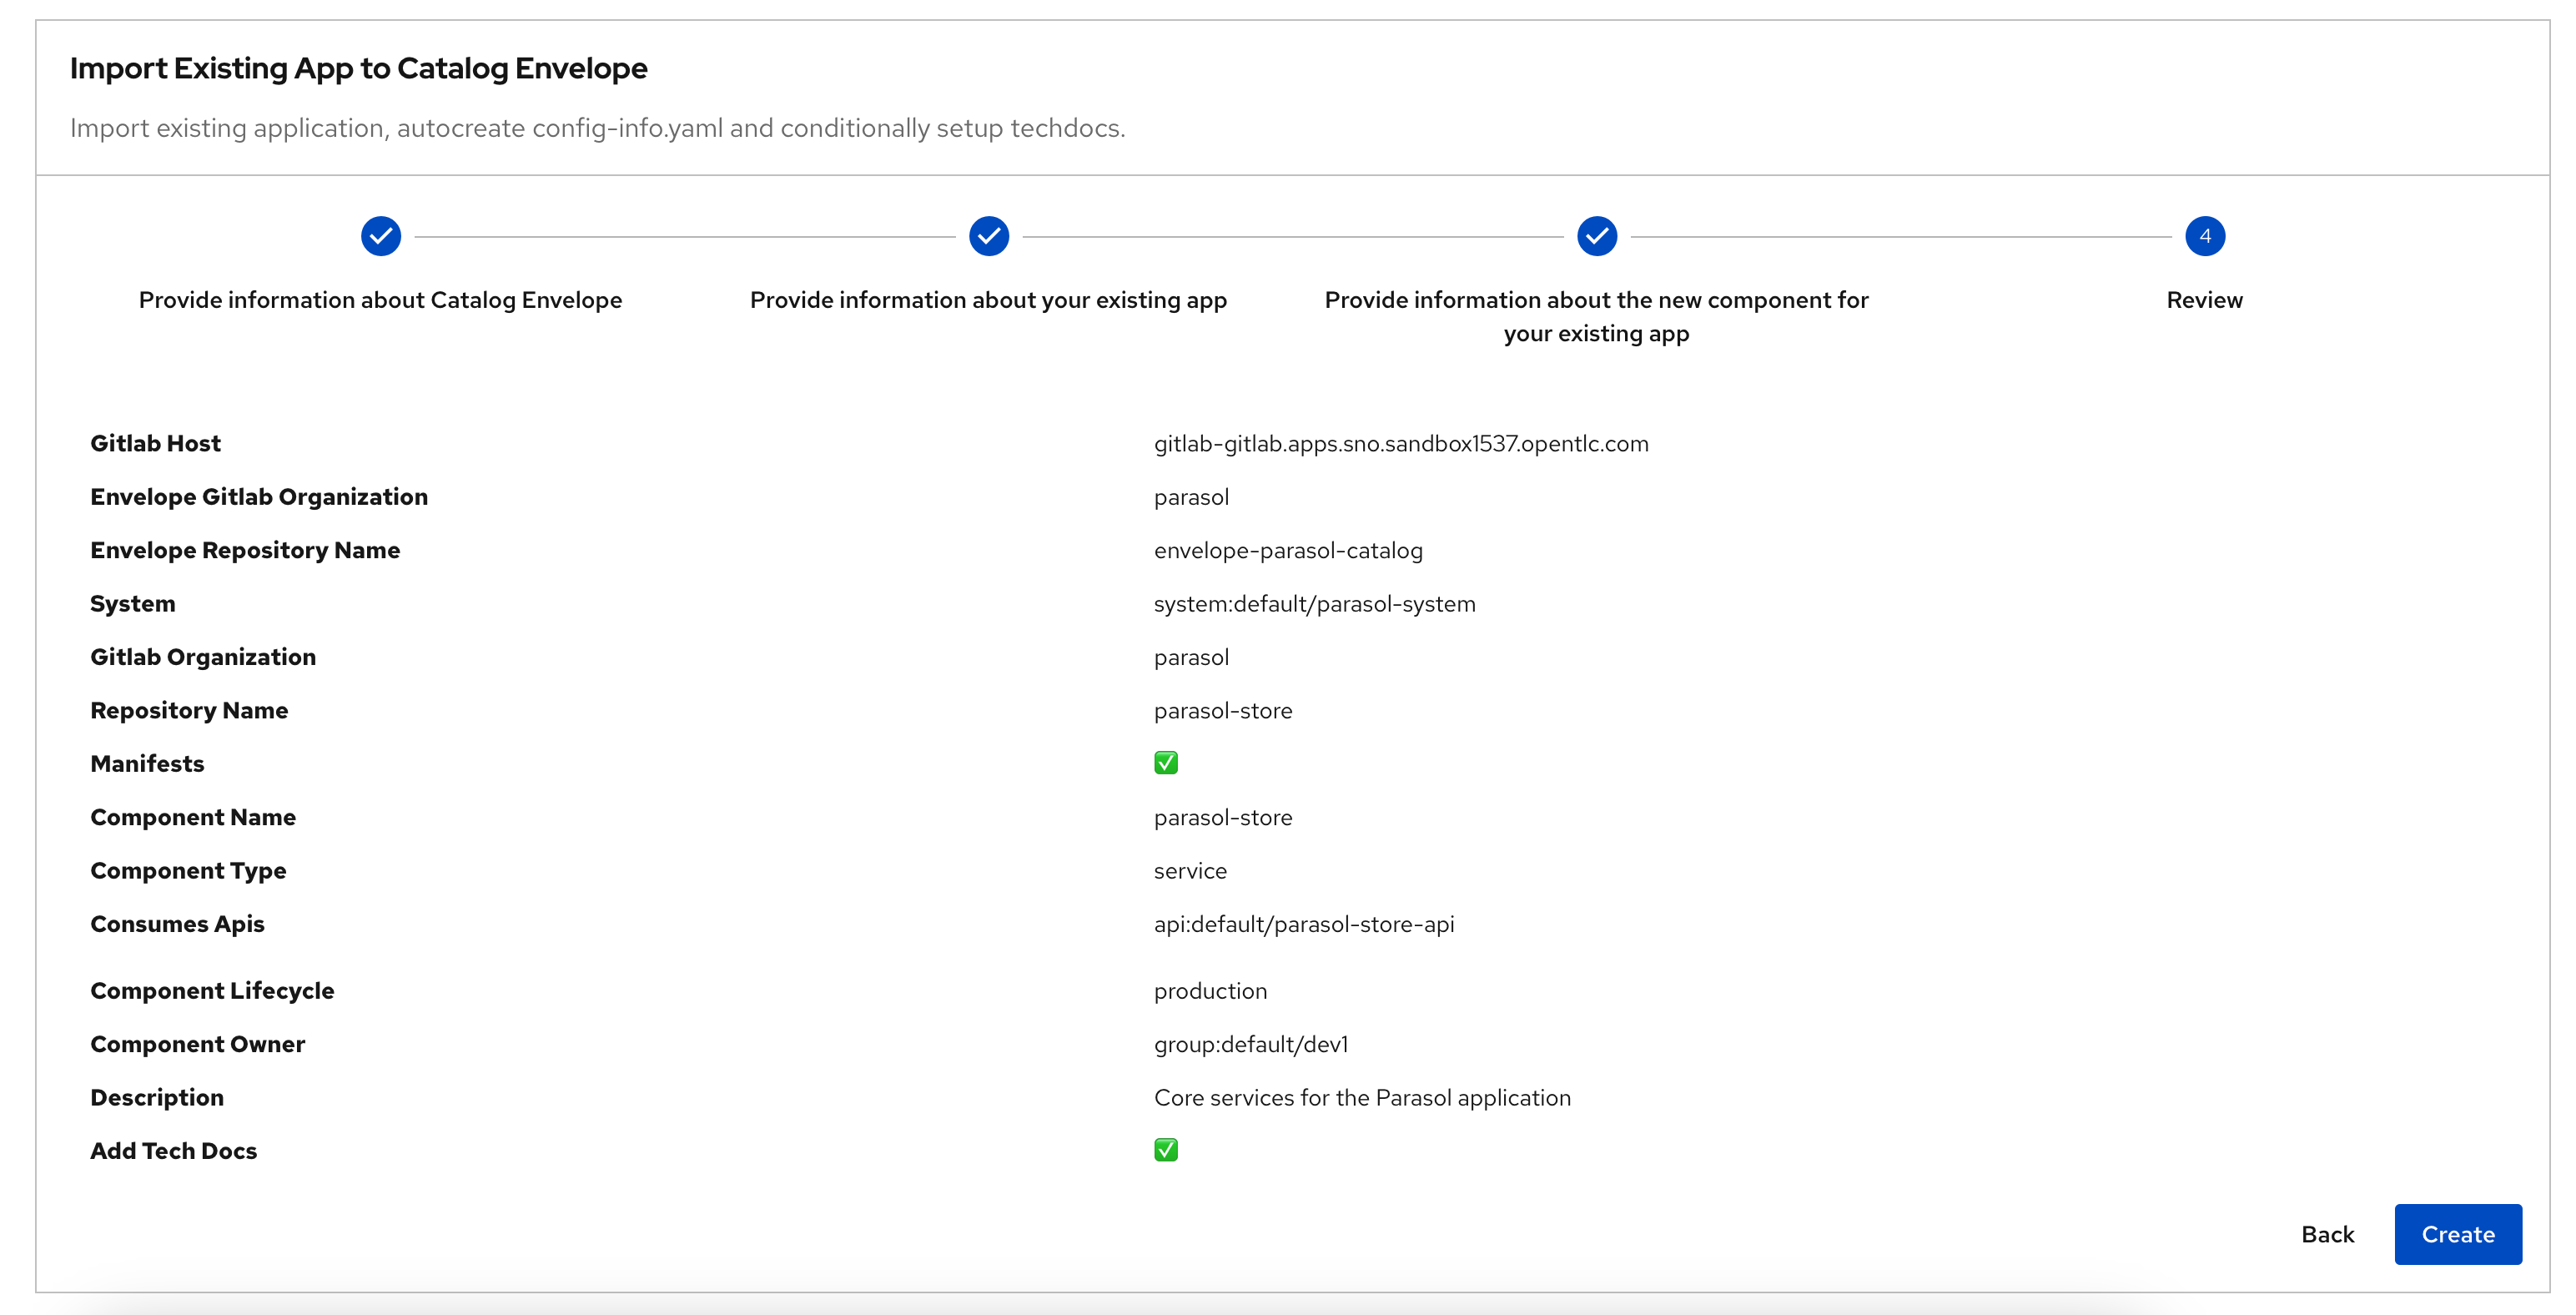 Import Existing App to Catalog Envelope
Import existing application, autocreate config-info.yaml and conditionally setup techdocs.
4
Provide information about Catalog Envelope
Provide information about your existing app
Provide information about the new component for
your existing app
Review
Gitlab Host gitlab-gitlab.apps.sno.sandbox1537.opentlc.com
Envelope Gitlab Organization parasol
Envelope Repository Name envelope-parasol-catalog
System system:default/parasol-system
Gitlab Organization parasol
Repository Name parasol-store
Manifests ✅
Component Name parasol-store
Component Type service
Consumes Apis api:default/parasol-store-api
Component Lifecycle production
Component Owner group:default/dev1
Description Core services for the Parasol application
Add Tech Docs ✅
Back Create